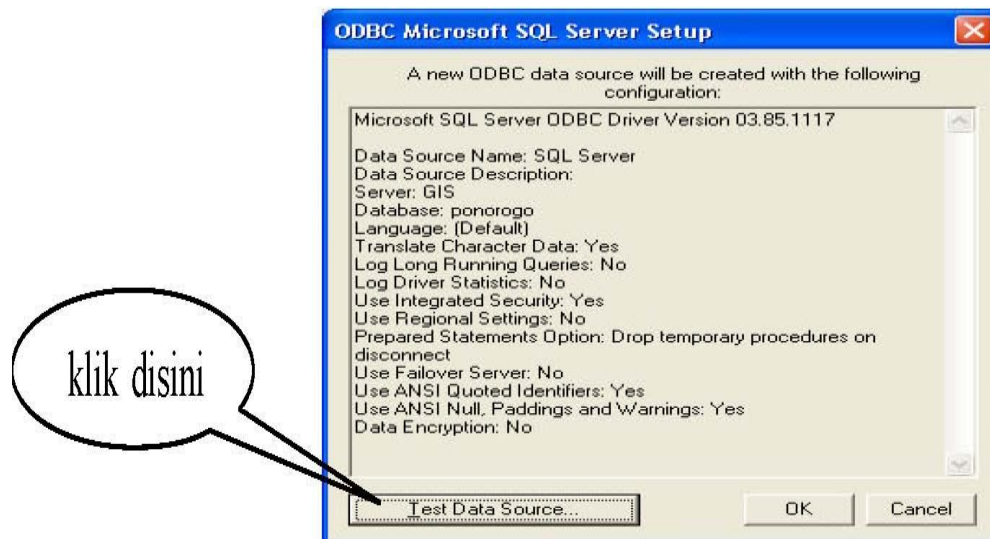 ODBC Microsoft SQL Server Setup
A new ODBC data source will be created with the following
configuration:
Microsoft SQL Server ODBC Driver Version 03.85.1117
Data Source Name: SQL Server
Data Source Description:
Server: GIS
Database: ponorogo
Language: (Default)
Translate Character Data: Yes
Log Long Running Queries: No
Log Driver Statistics: No
Use Integrated Security: Yes
Use Regional Settings: No
Prepared Statements Option: Drop temporary procedures on
disconnect
Use Failover Server: No
Use ANSI Quoted Identifiers: Yes
Use ANSI Null, Paddings and Warnings: Yes
Data Encryption: No
klik disini
Test Data Source...
OK
Cancel